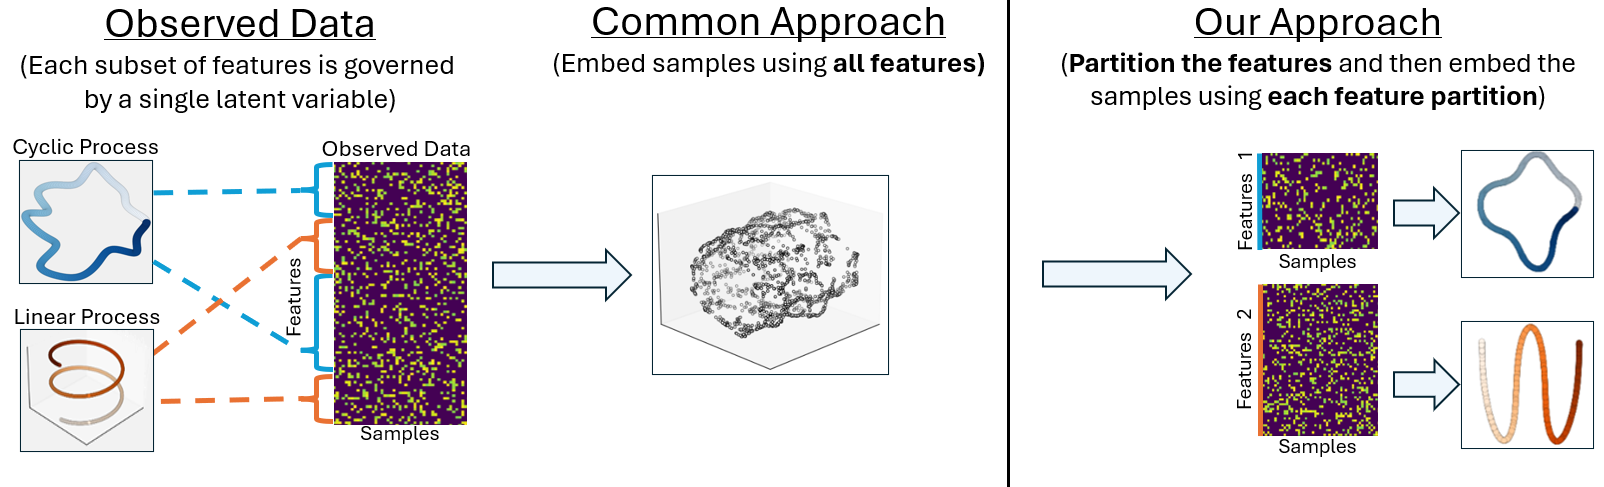 Observed Data
(Each subset of features is governed
by a single latent variable)
Cyclic Process
Linear Process
Observed Data
Features
Samples
Common Approach
(Embed samples using all features)
Our Approach
(Partition the features and then embed the
samples using each feature partition)
Features 1
Samples
Features 2
Samples